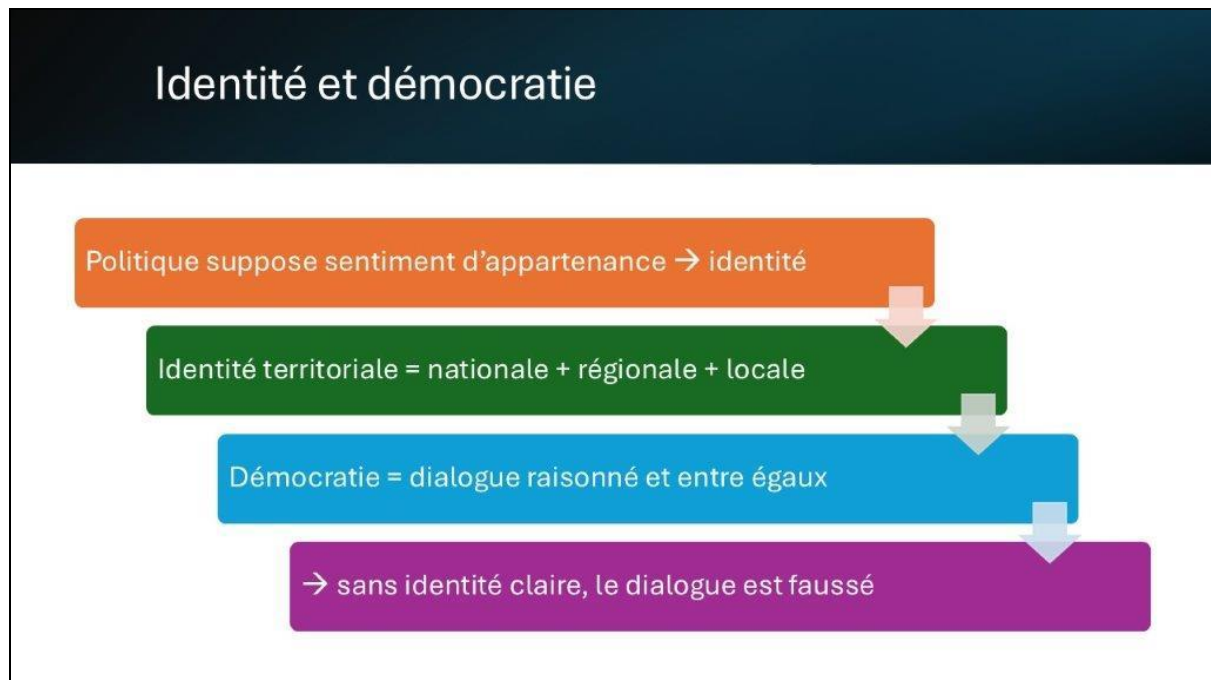 Identité et démocratie
Politique suppose sentiment d’appartenance → identité
Identité territoriale = nationale + régionale + locale
Démocratie = dialogue raisonné et entre égaux
→ sans identité claire, le dialogue est faussé